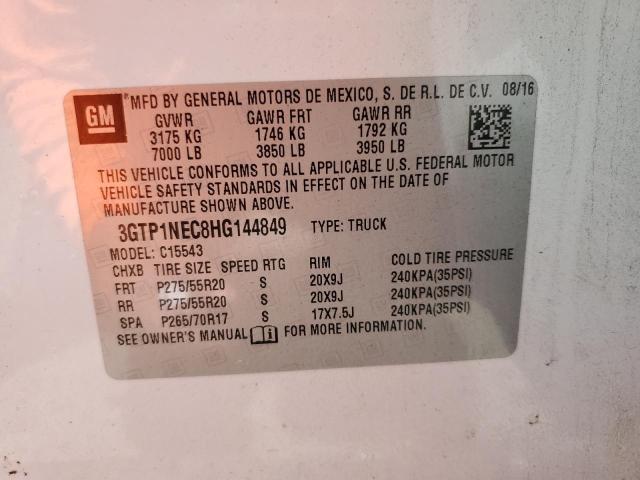 GM MFD BY GENERAL MOTORS DE MEXICO, S. DE R.L. DE C.V. 08/16
GVWR GAWR FRT GAWR RR
3175 KG 1746 KG 1792 KG
7000 LB 3850 LB 3950 LB
THIS VEHICLE CONFORMS TO ALL APPLICABLE U.S. FEDERAL MOTOR
VEHICLE SAFETY STANDARDS IN EFFECT ON THE DATE OF
MANUFACTURE SHOWN ABOVE.
3GTP1NEC8HG144849 TYPE: TRUCK
MODEL: C15543
CHXB TIRE SIZE SPEED RTG RIM COLD TIRE PRESSURE
FRT P275/55R20 S 20X9J 240KPA(35PSI)
RR P275/55R20 S 20X9J 240KPA(35PSI)
SPA P265/70R17 S 17X7.5J 240KPA(35PSI)
SEE OWNER'S MANUAL FOR MORE INFORMATION.